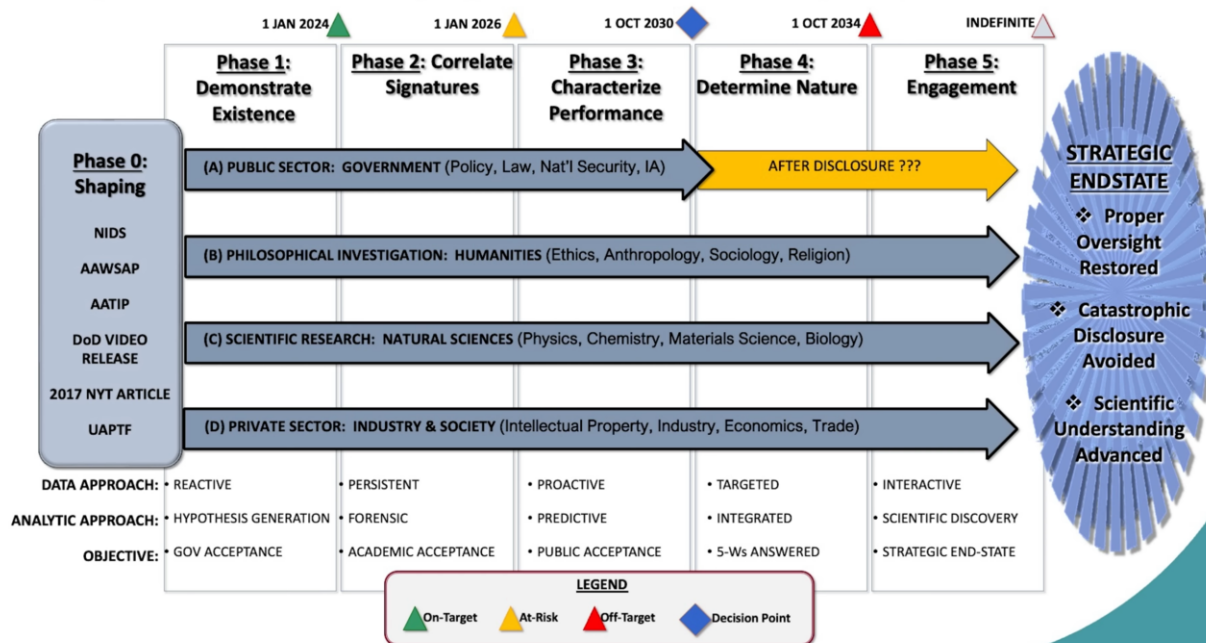 1 JAN 2024
1 JAN 2026
1 OCT 2030
1 OCT 2034
INDEFINITE
Phase 1:
Demonstrate
Existence
Phase 2: Correlate
Signatures
Phase 3:
Characterize
Performance
Phase 4:
Determine Nature
Phase 5:
Engagement
Phase 0:
Shaping
NIDS
AAWSAP
AATIP
DoD VIDEO
RELEASE
2017 NYT ARTICLE
UAPTF
(A) PUBLIC SECTOR: GOVERNMENT (Policy, Law, Nat'l Security, IA)
AFTER DISCLOSURE ???
(B) PHILOSOPHICAL INVESTIGATION: HUMANITIES (Ethics, Anthropology, Sociology, Religion)
(C) SCIENTIFIC RESEARCH: NATURAL SCIENCES (Physics, Chemistry, Materials Science, Biology)
(D) PRIVATE SECTOR: INDUSTRY & SOCIETY (Intellectual Property, Industry, Economics, Trade)
STRATEGIC
ENDSTATE
❖ Proper
Oversight
Restored
❖ Catastrophic
Disclosure
Avoided
❖ Scientific
Understanding
Advanced
DATA APPROACH: • REACTIVE • PERSISTENT • PROACTIVE • TARGETED • INTERACTIVE
ANALYTIC APPROACH: • HYPOTHESIS GENERATION • FORENSIC • PREDICTIVE • INTEGRATED • SCIENTIFIC DISCOVERY
OBJECTIVE: • GOV ACCEPTANCE • ACADEMIC ACCEPTANCE • PUBLIC ACCEPTANCE • 5-Ws ANSWERED • STRATEGIC END-STATE
LEGEND
On-Target At-Risk Off-Target Decision Point